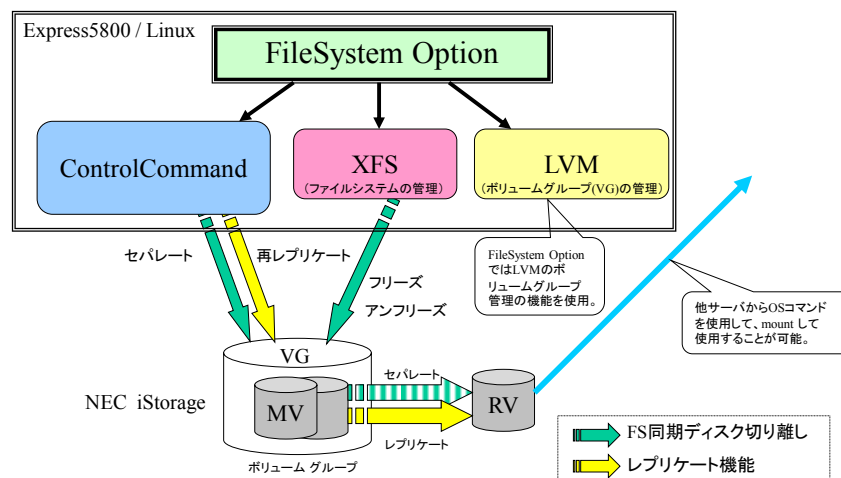 Express5800 / Linux
FileSystem Option
ControlCommand
XFS
(ファイルシステムの管理)
LVM
(ボリュームグループ(VG)の管理)
セパレート
再レプリケート
フリーズ
アンフリーズ
FileSystem Option
ではLVMのボ
リュームグループ
管理の機能を使用。
他サーバからOSコマンド
を使用して、mount して
使用することが可能。
VG
セパレート
NEC iStorage
MV
RV
レプリケート
ボリューム グループ
FS同期ディスク切り離し
レプリケート機能